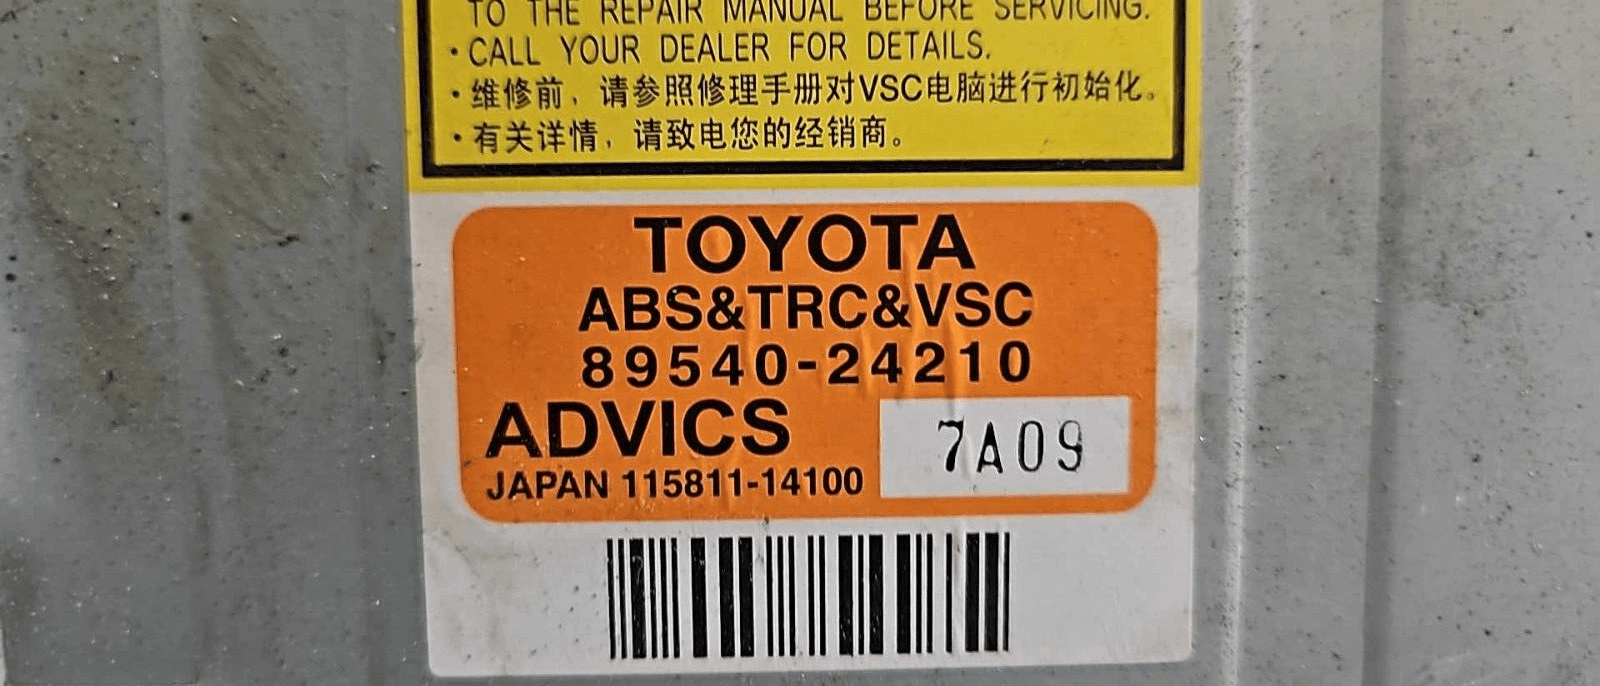 TO THE REPAIR MANUAL BEFORE SERVICING.
·CALL YOUR DEALER FOR DETAILS.
·维修前，请参照修理手册对VSC电脑进行初始化。
·有关详情，请致电您的经销商。
TOYOTA
ABS&TRC&VSC
89540-24210
ADVICS
7A09
JAPAN 115811-14100